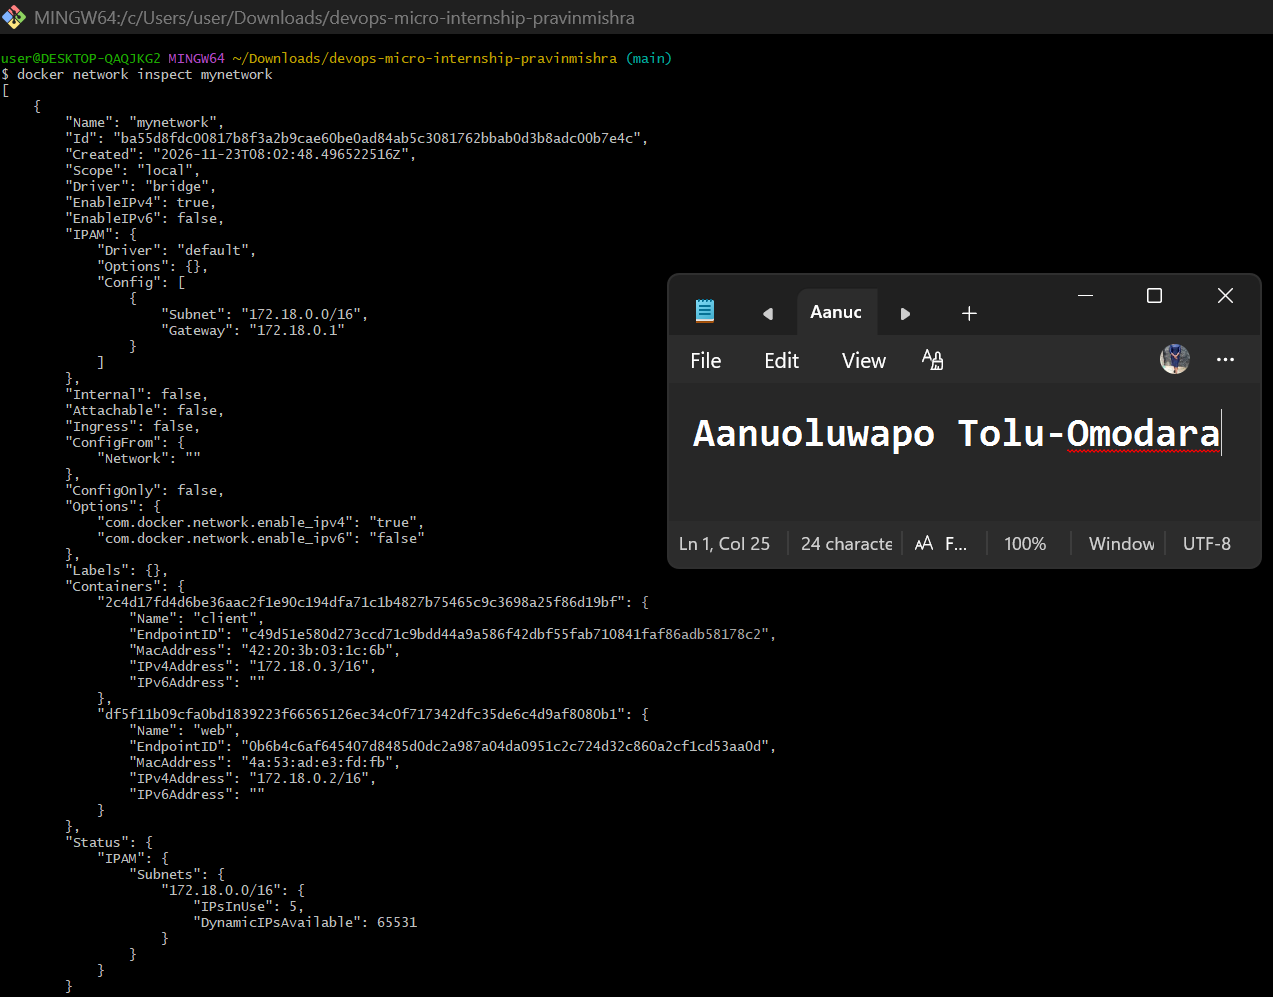 MINGW64:/c/Users/user/Downloads/devops-micro-internship-pravinmishra
user@DESKTOP-QAQJKG2 MINGW64 ~/Downloads/devops-micro-internship-pravinmishra (main)
$ docker network inspect mynetwork
[
    {
        "Name": "mynetwork",
        "Id": "ba55d8fdc00817b8f3a2b9cae60be0ad84ab5c3081762bbab0d3b8adc00b7e4c",
        "Created": "2026-11-23T08:02:48.496522516Z",
        "Scope": "local",
        "Driver": "bridge",
        "EnableIPv4": true,
        "EnableIPv6": false,
        "IPAM": {
            "Driver": "default",
            "Options": {},
            "Config": [
                {
                    "Subnet": "172.18.0.0/16",
                    "Gateway": "172.18.0.1"
                }
            ]
        },
        "Internal": false,
        "Attachable": false,
        "Ingress": false,
        "ConfigFrom": {
            "Network": ""
        },
        "ConfigOnly": false,
        "Options": {
            "com.docker.network.enable_ipv4": "true",
            "com.docker.network.enable_ipv6": "false"
        },
        "Labels": {},
        "Containers": {
            "2c4d17fd4d6be36aac2f1e90c194dfa71c1b4827b75465c9c3698a25f86d19bf": {
                "Name": "client",
                "EndpointID": "c49d51e580d273ccd71c9bdd44a9a586f42dbf55fab710841faf86adb58178c2",
                "MacAddress": "42:20:3b:03:1c:6b",
                "IPv4Address": "172.18.0.3/16",
                "IPv6Address": ""
            },
            "df5f11b09cfa0bd1839223f66565126ec34c0f717342dfc35de6c4d9af8080b1": {
                "Name": "web",
                "EndpointID": "0b6b4c6af645407d8485d0dc2a987a04da0951c2c724d32c860a2cf1cd53aa0d",
                "MacAddress": "4a:53:ad:e3:fd:fb",
                "IPv4Address": "172.18.0.2/16",
                "IPv6Address": ""
            }
        },
        "Status": {
            "IPAM": {
                "Subnets": {
                    "172.18.0.0/16": {
                        "IPsInUse": 5,
                        "DynamicIPsAvailable": 65531
                    }
                }
            }
        }
Aanuc
File Edit View
Aanuoluwapo Tolu-Omodara
Ln 1, Col 25 24 characte F... 100% Window UTF-8